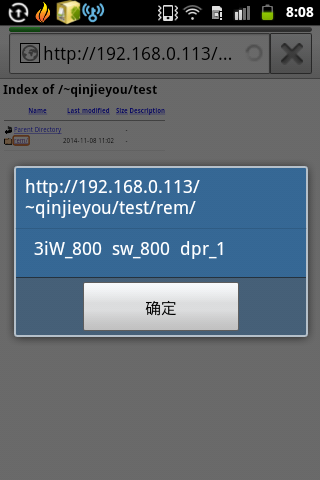 8:08
http://192.168.0.113/...
Index of /~qinjieyou/test
Name Last modified Size Description
Parent Directory -
rem/ 2014-11-08 11:02 -
http://192.168.0.113/
~qinjieyou/test/rem/
3iW_800 sw_800 dpr_1
确定